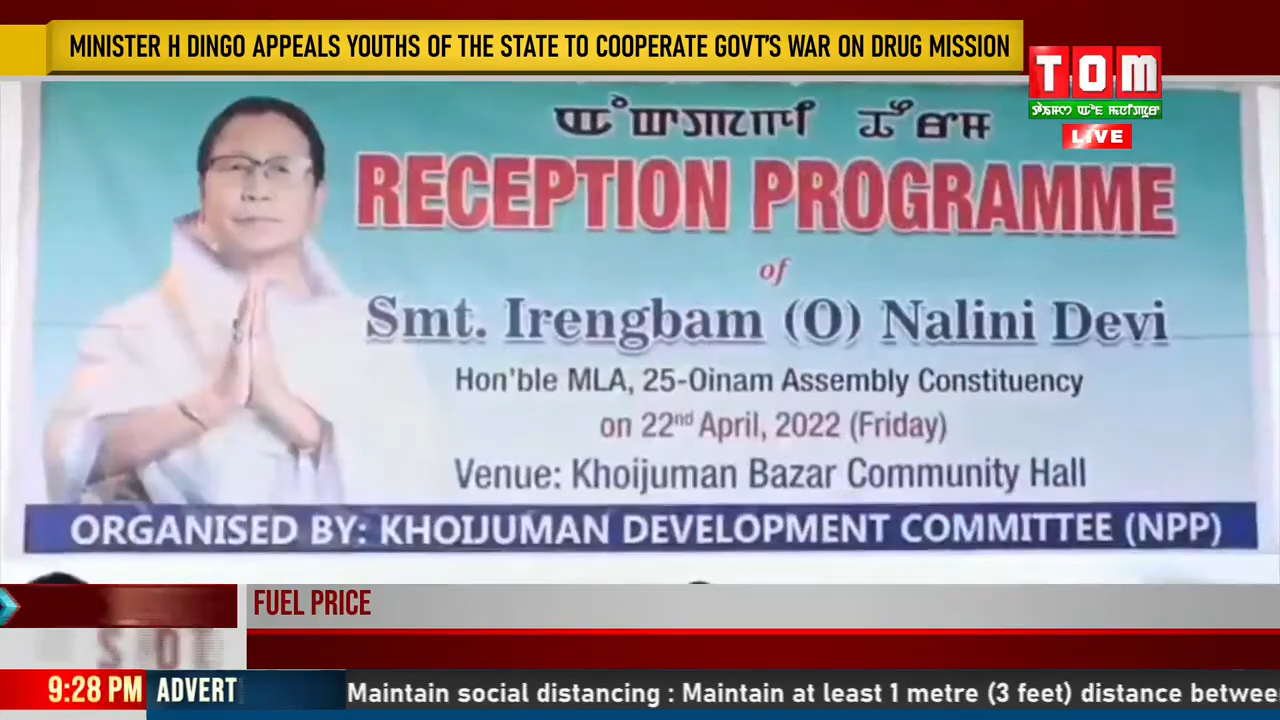 MINISTER H DINGO APPEALS YOUTHS OF THE STATE TO COOPERATE GOVT'S WAR ON DRUG MISSION
TOM
LIVE
RECEPTION PROGRAMME
of
Smt. Irengbam (O) Nalini Devi
Hon'ble MLA, 25-Oinam Assembly Constituency
on 22nd April, 2022 (Friday)
Venue: Khoijuman Bazar Community Hall
ORGANISED BY: KHOIJUMAN DEVELOPMENT COMMITTEE (NPP)
FUEL PRICE
9:28 PM ADVERT Maintain social distancing : Maintain at least 1 metre (3 feet) distance betwee